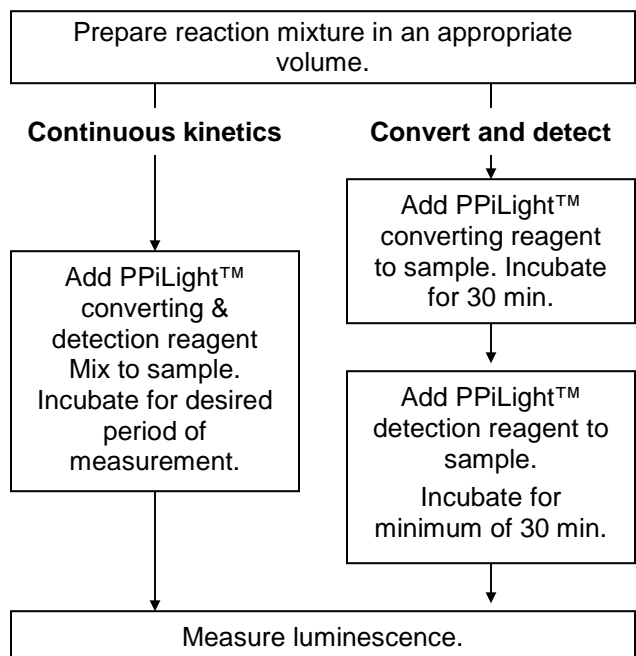 Prepare reaction mixture in an appropriate
volume.
Continuous kinetics
Convert and detect
Add PPiLight™
converting &
detection reagent
Mix to sample.
Incubate for desired
period of
measurement.
Add PPiLight™
converting reagent
to sample. Incubate
for 30 min.
Add PPiLight™
detection reagent to
sample.
Incubate for
minimum of 30 min.
Measure luminescence.